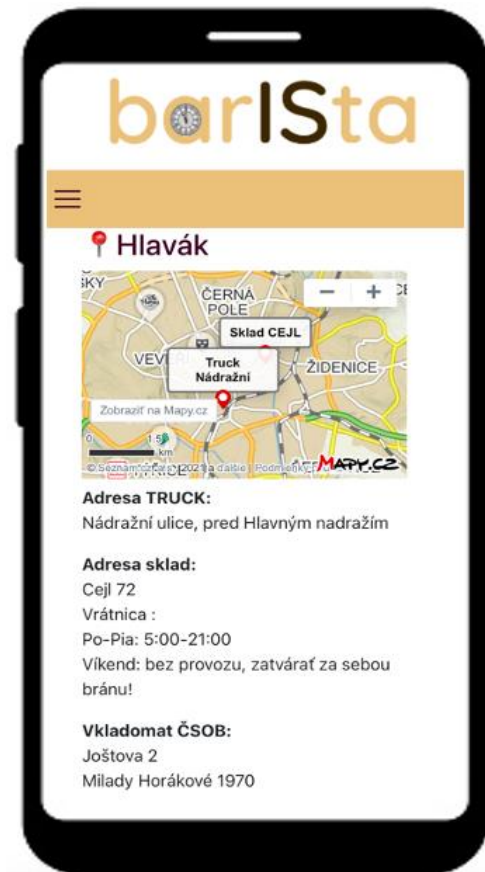 barISta
Hlavák
SKY
ČERNÁ
POLE
− +
Sklad CEJL
VEVEŘÍ
Truck
Nádražní
ŽIDENICE
Zobraziť na Mapy.cz
0
km
MAPY.CZ
Adresa TRUCK:
Nádražní ulice, pred Hlavným nadražím
Adresa sklad:
Cejl 72
Vrátnica :
Po-Pia: 5:00-21:00
Víkend: bez provozu, zatvárať za sebou
bránu!
Vkladomat ČSOB:
Joštova 2
Milady Horákové 1970